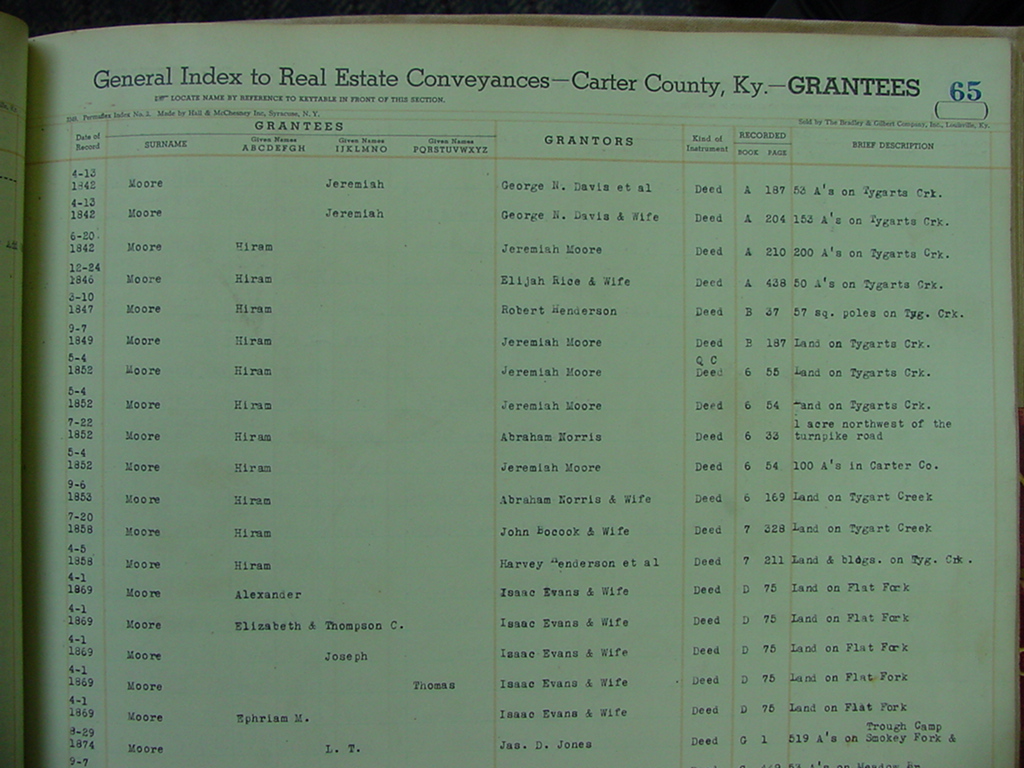 General Index to Real Estate Conveyances—Carter County, Ky.—GRANTEES 65
LOCATE NAME BY REFERENCE TO KEYTABLE IN FRONT OF THIS SECTION.
Permaflex Index No. 2. Made by Hall & McChesney Inc, Syracuse, N. Y. Sold by The Bradley & Gilbert Company, Inc., Louisville, Ky.
Date of Record GRANTEES GRANTORS Kind of Instrument RECORDED BRIEF DESCRIPTION
SURNAME Given Names ABCDEFGH Given Names IJKLMNO Given Names PQRSTUVWXYZ BOOK PAGE
4-13 1842 Moore Jeremiah George N. Davis et al Deed A 187 53 A's on Tygarts Crk.
4-13 1842 Moore Jeremiah George N. Davis & Wife Deed A 204 153 A's on Tygarts Crk.
6-20 1842 Moore Hiram Jeremiah Moore Deed A 210 200 A's on Tygarts Crk.
12-24 1846 Moore Hiram Elijah Rice & Wife Deed A 438 50 A's on Tygarts Crk.
3-10 1847 Moore Hiram Robert Henderson Deed B 37 57 sq. poles on Tyg. Crk.
9-7 1849 Moore Hiram Jeremiah Moore Deed B 187 Land on Tygarts Crk.
5-4 1852 Moore Hiram Jeremiah Moore Q C Deed 6 55 Land on Tygarts Crk.
5-4 1852 Moore Hiram Jeremiah Moore Deed 6 54 Land on Tygarts Crk.
7-22 1852 Moore Hiram Abraham Norris Deed 6 33 1 acre northwest of the turnpike road
5-4 1852 Moore Hiram Jeremiah Moore Deed 6 54 100 A's in Carter Co.
9-6 1853 Moore Hiram Abraham Norris & Wife Deed 6 169 Land on Tygart Creek
7-20 1858 Moore Hiram John Bocook & Wife Deed 7 328 Land on Tygart Creek
4-5 1858 Moore Hiram Harvey Henderson et al Deed 7 211 Land & bldgs. on Tyg. Crk.
4-1 1869 Moore Alexander Isaac Evans & Wife Deed D 75 Land on Flat Fork
4-1 1869 Moore Elizabeth & Thompson C. Isaac Evans & Wife Deed D 75 Land on Flat Fork
4-1 1869 Moore Joseph Isaac Evans & Wife Deed D 75 Land on Flat Fork
4-1 1869 Moore Thomas Isaac Evans & Wife Deed D 75 Land on Flat Fork
4-1 1869 Moore Ephriam M. Isaac Evans & Wife Deed D 75 Land on Flat Fork
8-29 1874 Moore L. T. Jas. D. Jones Deed G 1 519 A's on Trough Camp Smokey Fork &
9-7